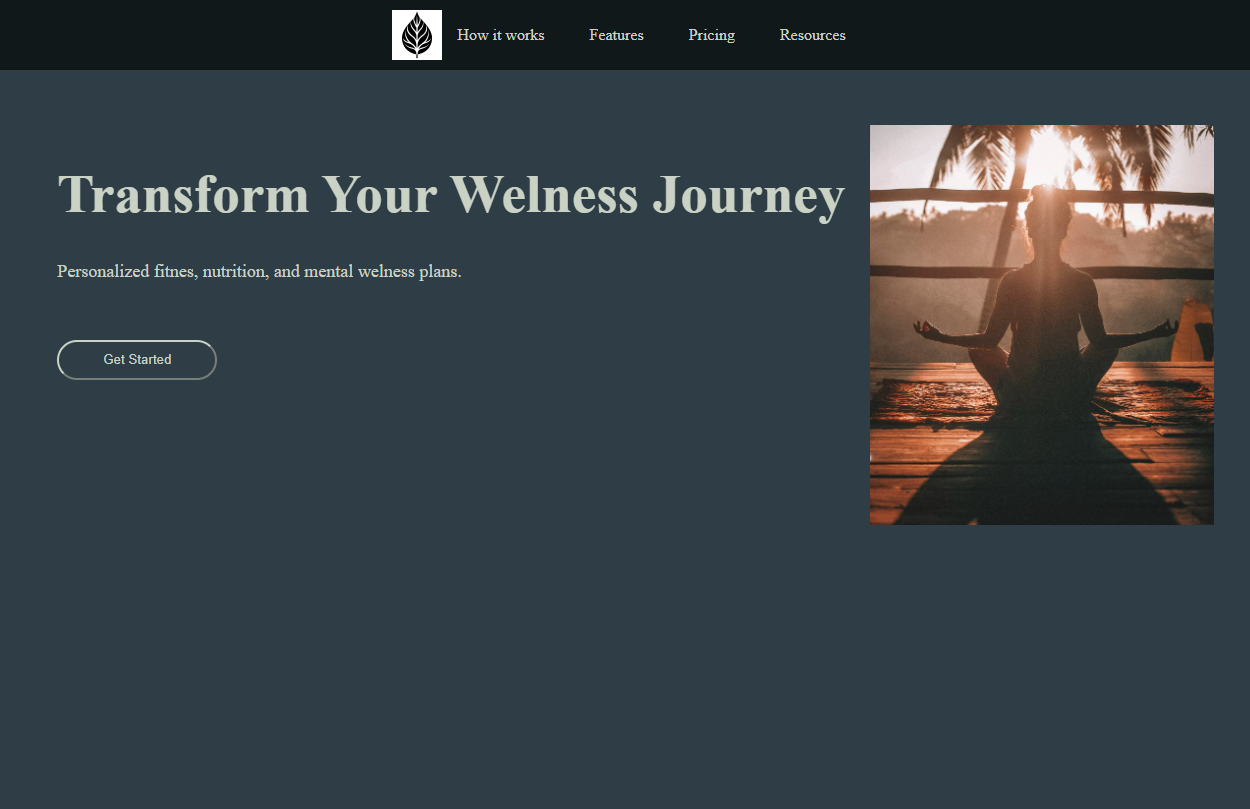 How it works Features Pricing Resources
Transform Your Welness Journey
Personalized fitnes, nutrition, and mental welness plans.
Get Started